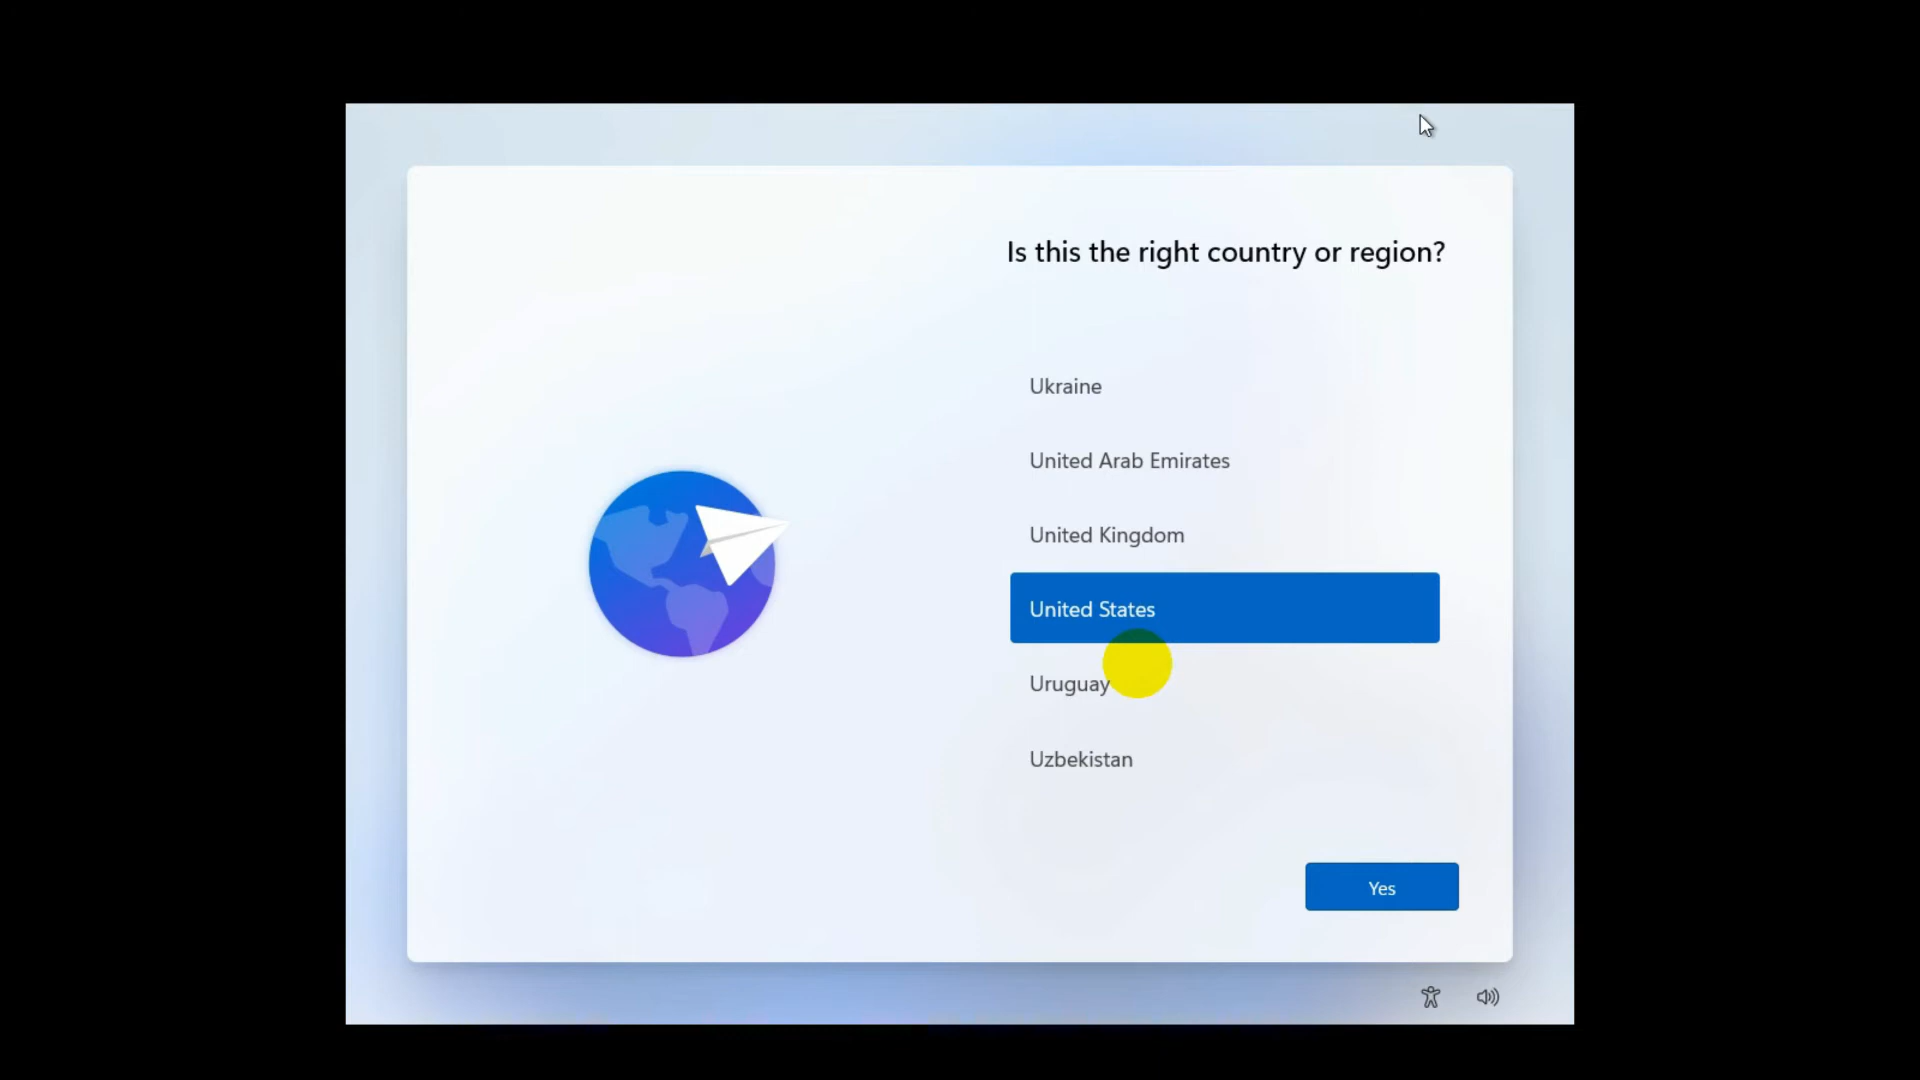 Is this the right country or region?
Ukraine
United Arab Emirates
United Kingdom
United States
Uruguay
Uzbekistan
Yes